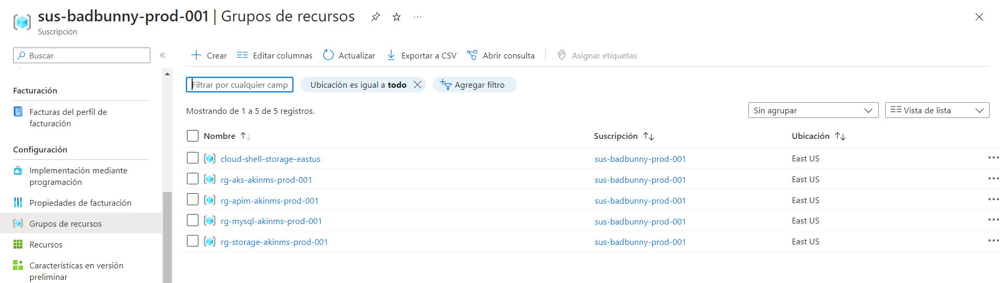 sus-badbunny-prod-001 | Grupos de recursos
Suscripción
Buscar
Facturación
Facturas del perfil de
facturación
Configuración
Implementación mediante
programación
Propiedades de facturación
Grupos de recursos
Recursos
Características en versión
preliminar
Crear
Editar columnas
Actualizar
Exportar a CSV
Abrir consulta
Asignar etiquetas
Filtrar por cualquier camp
Ubicación es igual a todo
Agregar filtro
Mostrando de 1 a 5 de 5 registros.
Sin agrupar
Vista de lista
Nombre Suscripción Ubicación
cloud-shell-storage-eastus sus-badbunny-prod-001 East US
rg-aks-akinms-prod-001 sus-badbunny-prod-001 East US
rg-apim-akinms-prod-001 sus-badbunny-prod-001 East US
rg-mysql-akinms-prod-001 sus-badbunny-prod-001 East US
rg-storage-akinms-prod-001 sus-badbunny-prod-001 East US